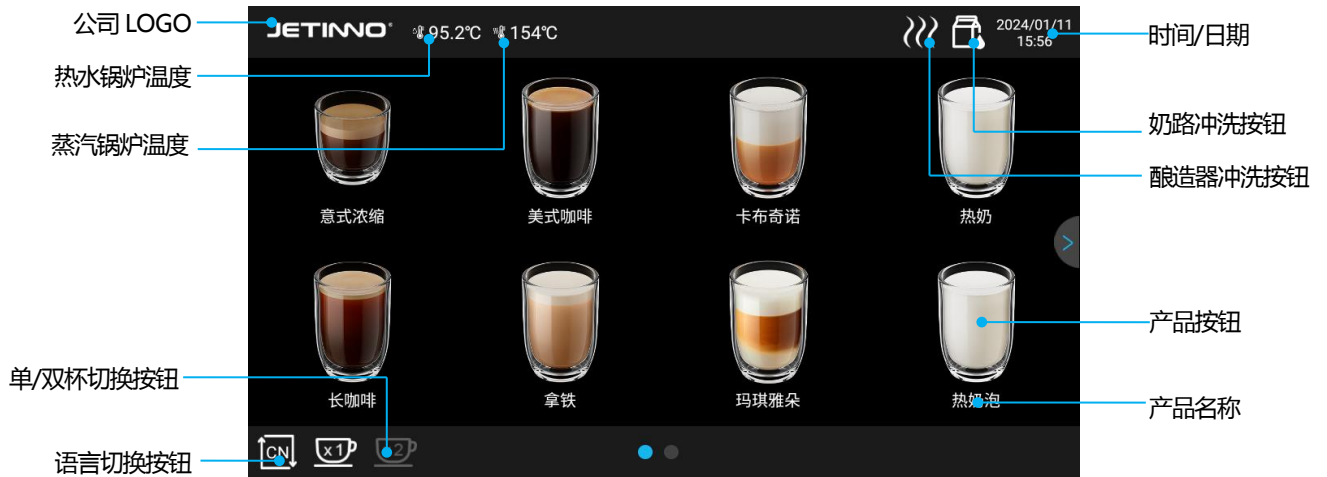 公司 LOGO
热水锅炉温度
蒸汽锅炉温度
单/双杯切换按钮
语言切换按钮
JETINNO
95.2℃
154℃
2024/01/11
15:56
意式浓缩
美式咖啡
卡布奇诺
热奶
长咖啡
拿铁
玛琪雅朵
热奶泡
CN
x1
2
时间/日期
奶路冲洗按钮
酿造器冲洗按钮
产品按钮
产品名称